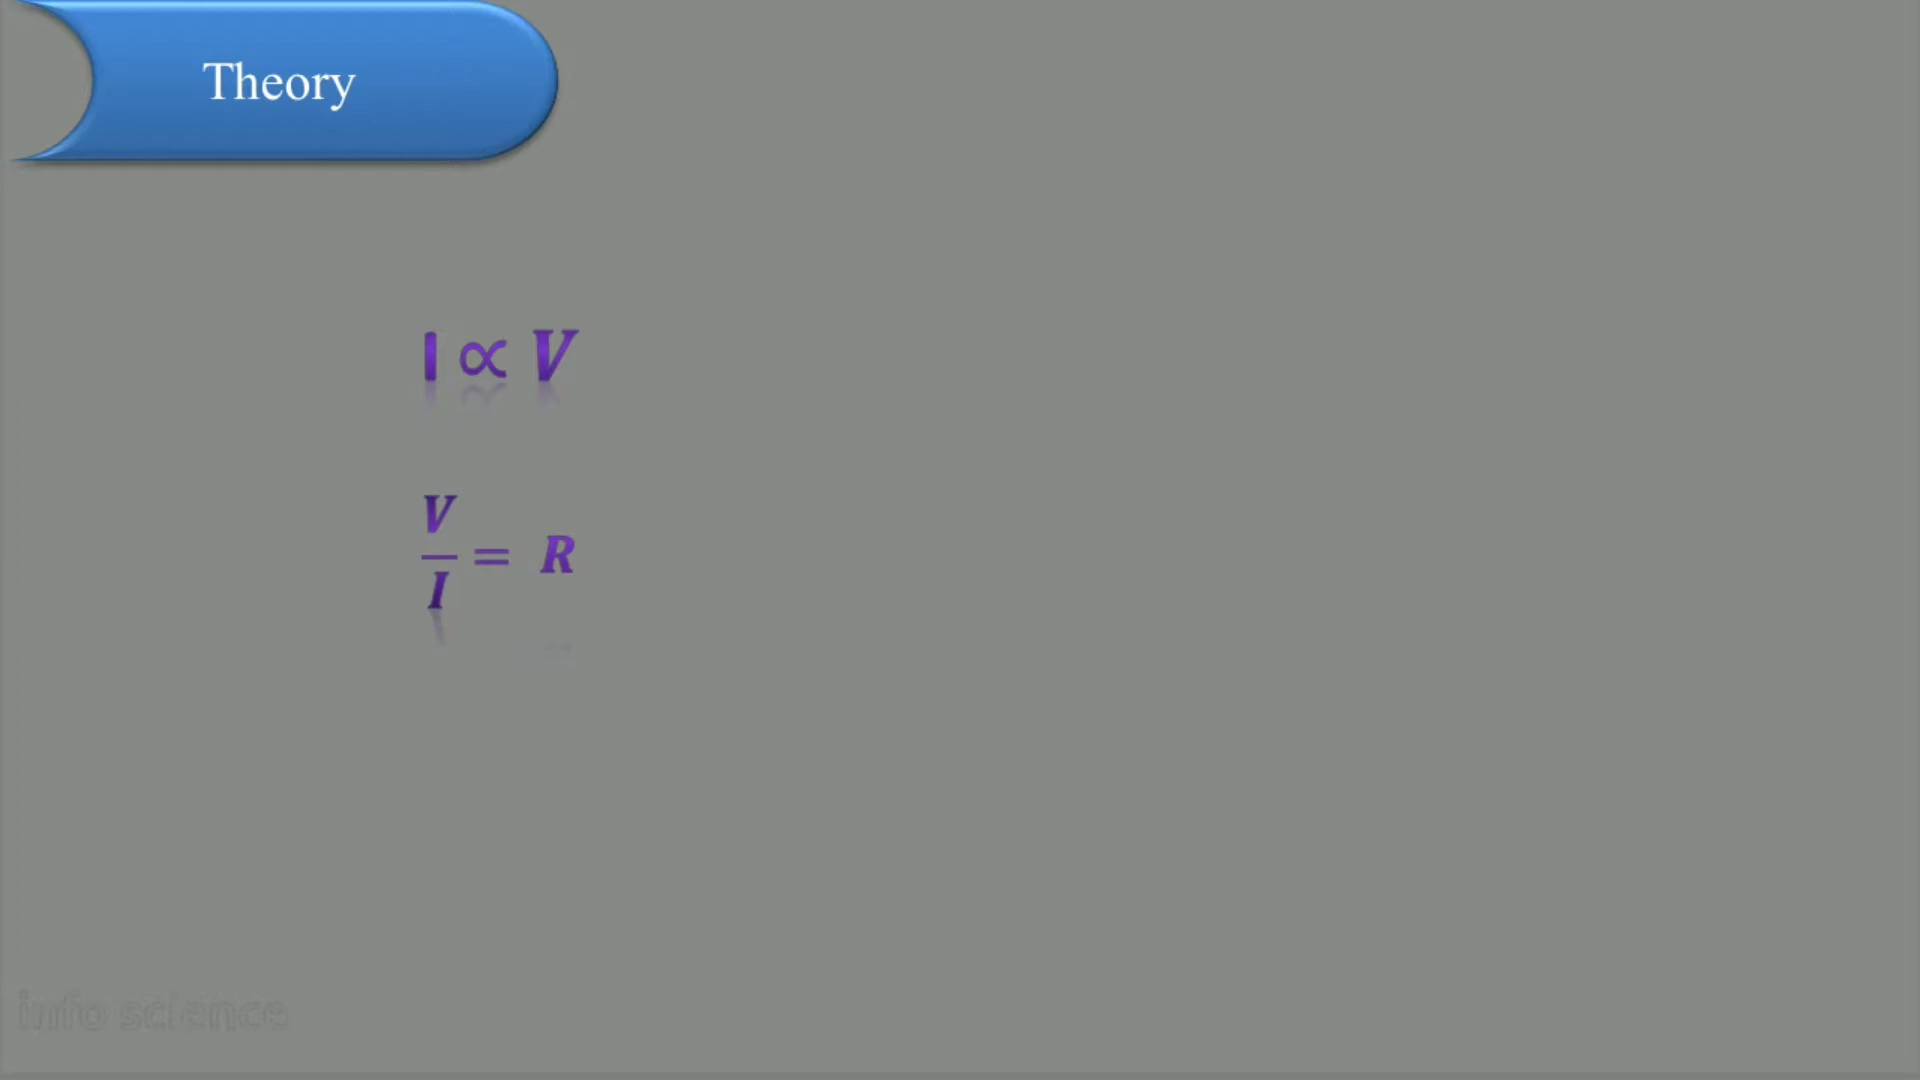 Theory
I ∝ V
V/I = R
info science